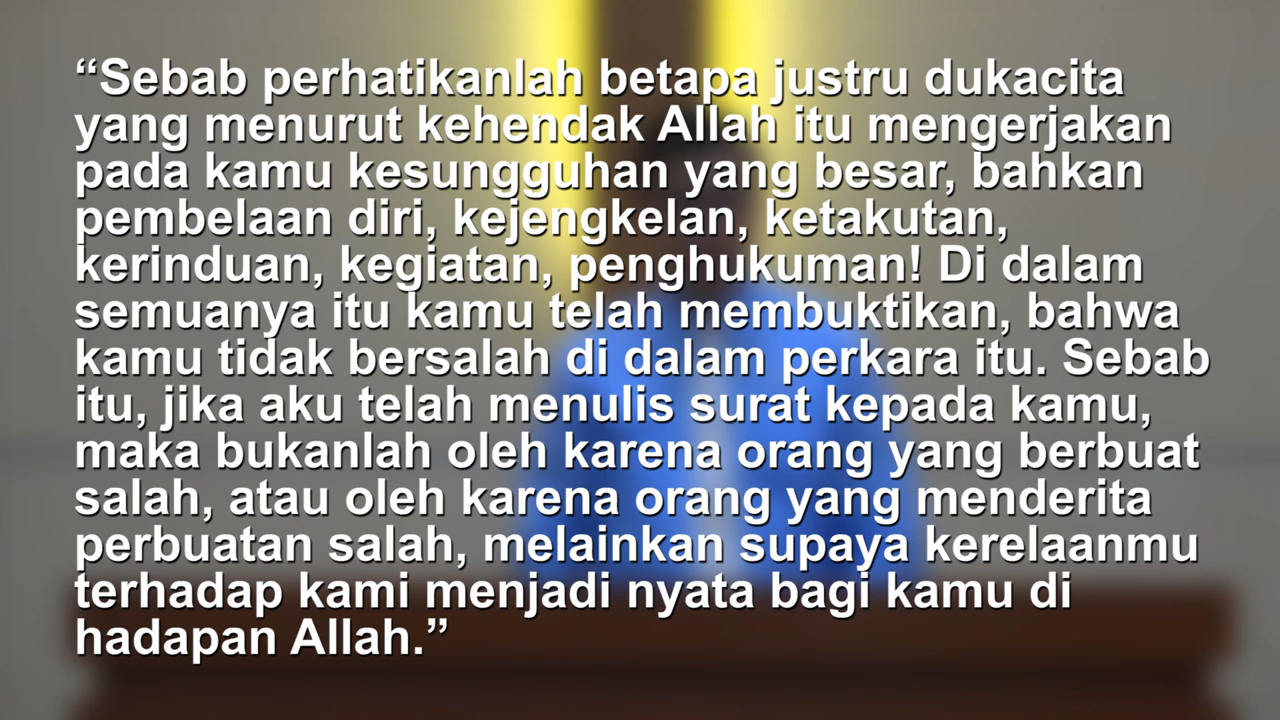 “Sebab perhatikanlah betapa justru dukacita
yang menurut kehendak Allah itu mengerjakan
pada kamu kesungguhan yang besar, bahkan
pembelaan diri, kejengkelan, ketakutan,
kerinduan, kegiatan, penghukuman! Di dalam
semuanya itu kamu telah membuktikan, bahwa
kamu tidak bersalah di dalam perkara itu. Sebab
itu, jika aku telah menulis surat kepada kamu,
maka bukanlah oleh karena orang yang berbuat
salah, atau oleh karena orang yang menderita
perbuatan salah, melainkan supaya kerelaanmu
terhadap kami menjadi nyata bagi kamu di
hadapan Allah.”